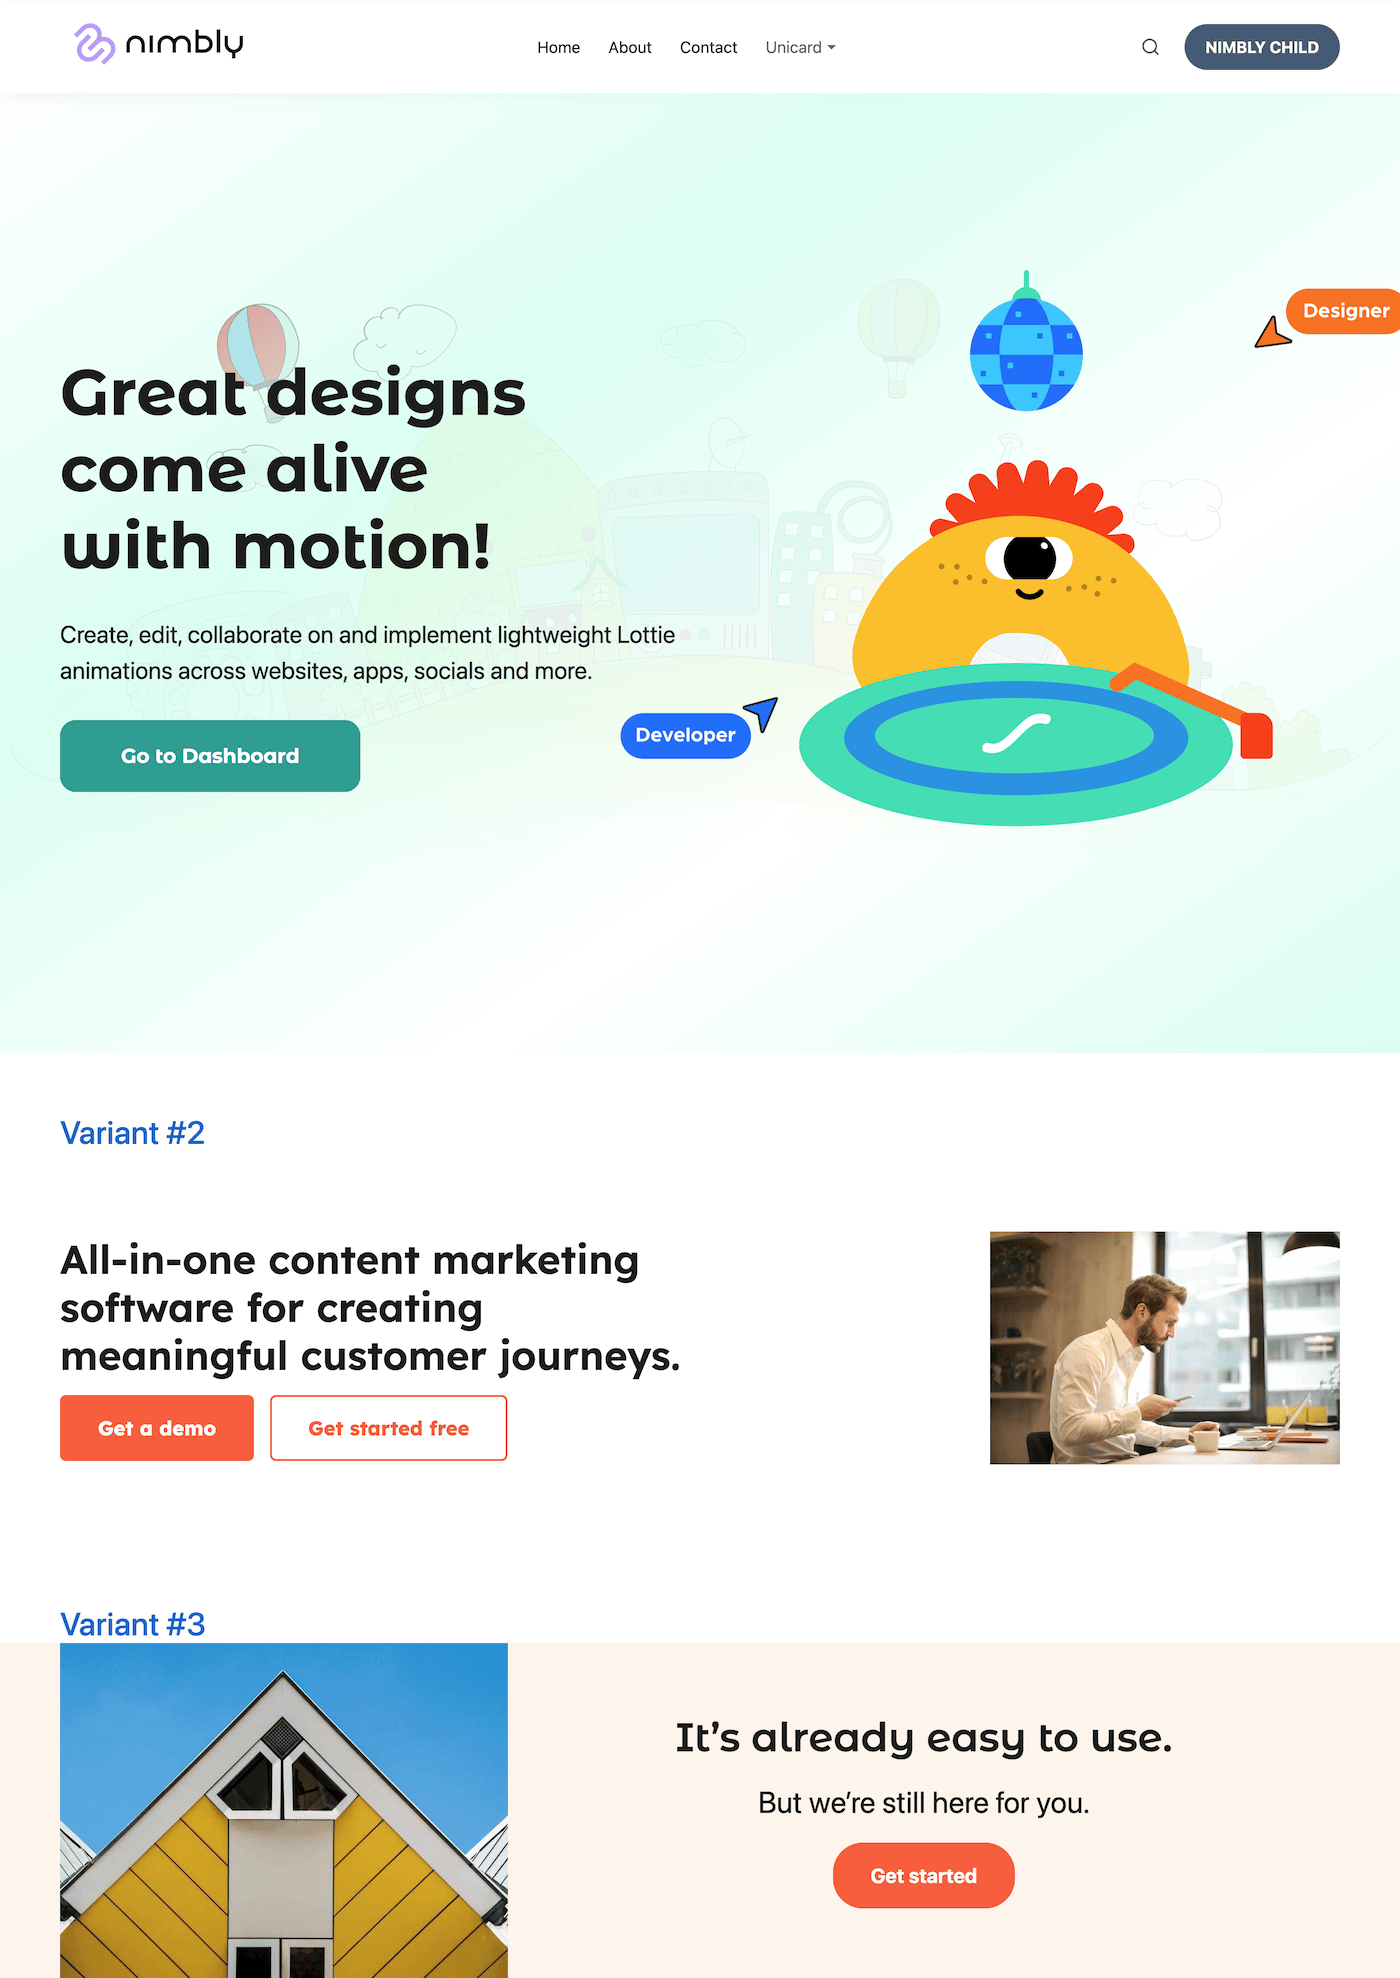 nimbly
Home About Contact Unicard
NIMBLY CHILD
Designer
Great designs
come alive
with motion!
Create, edit, collaborate on and implement lightweight Lottie
animations across websites, apps, socials and more.
Developer
Go to Dashboard
Variant #2
All-in-one content marketing
software for creating
meaningful customer journeys.
Get a demo
Get started free
Variant #3
It’s already easy to use.
But we’re still here for you.
Get started